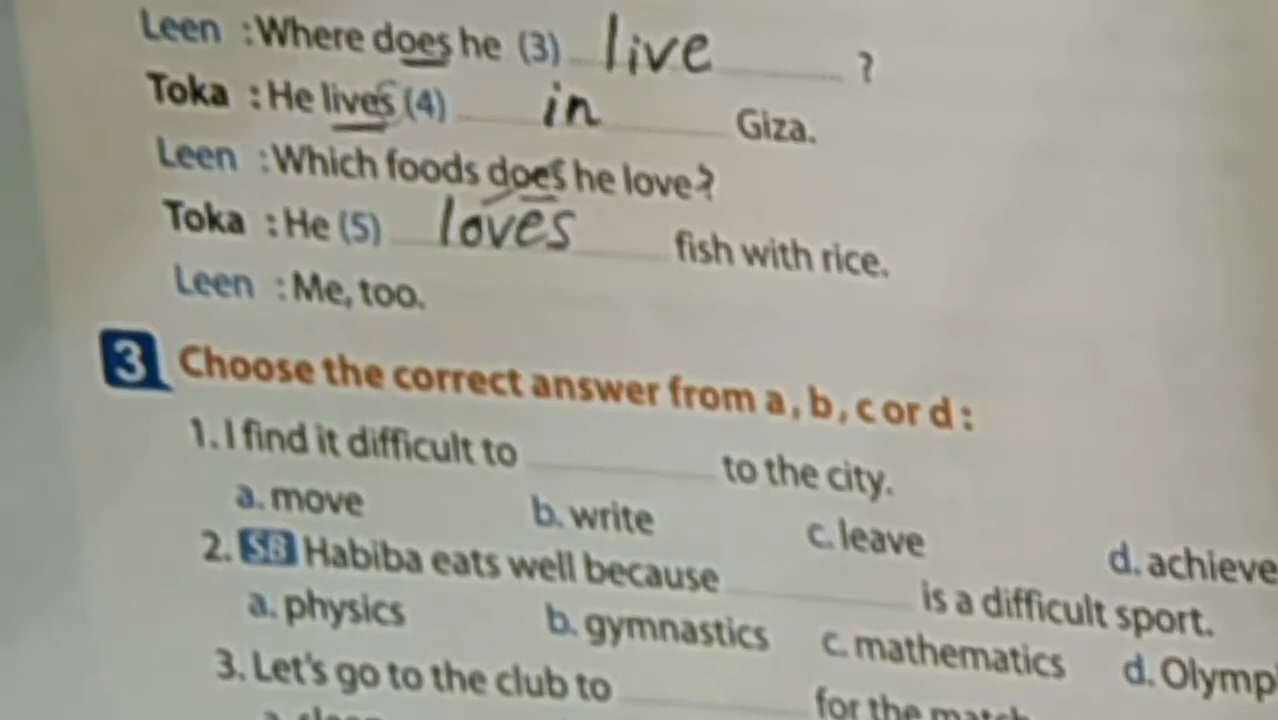 Leen : Where does he (3) live ?
Toka : He lives (4) in Giza.
Leen : Which foods does he love?
Toka : He (5) loves fish with rice.
Leen : Me, too.
3 Choose the correct answer from a, b, c or d :
1. I find it difficult to ________ to the city.
a. move b. write c. leave d. achieve
2. SB Habiba eats well because ________ is a difficult sport.
a. physics b. gymnastics c. mathematics d. Olymp
3. Let's go to the club to ________ for the match